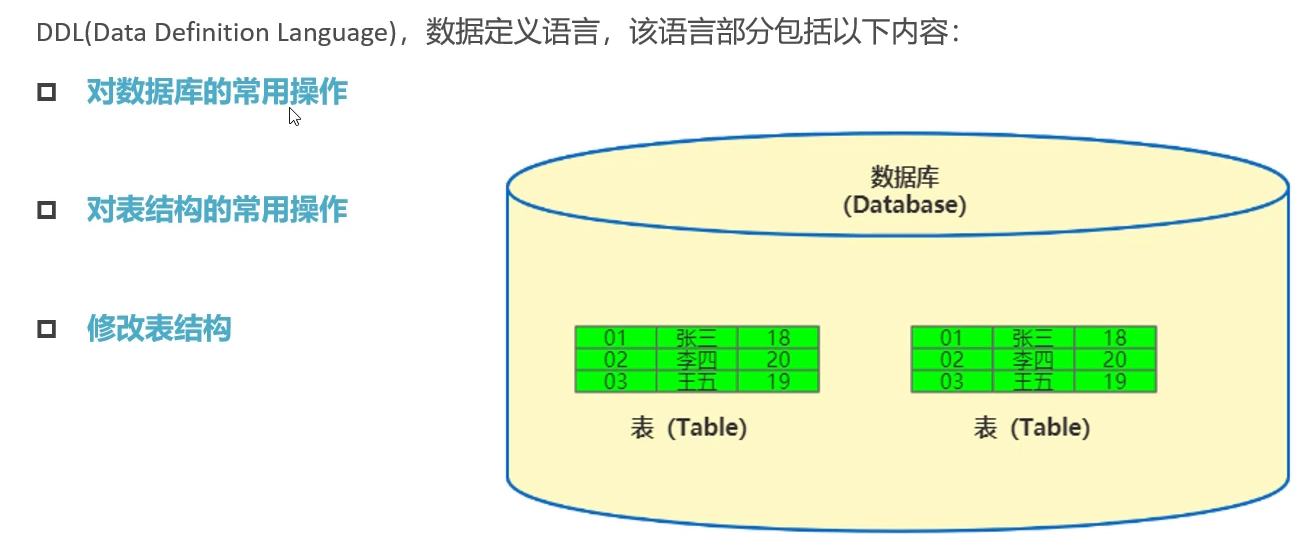 DDL(Data Definition Language)，数据定义语言，该语言部分包括以下内容：
对数据库的常用操作
对表结构的常用操作
修改表结构
数据库
(Database)
01 张三 18
02 李四 20
03 王五 19
表 (Table)
01 张三 18
02 李四 20
03 王五 19
表 (Table)